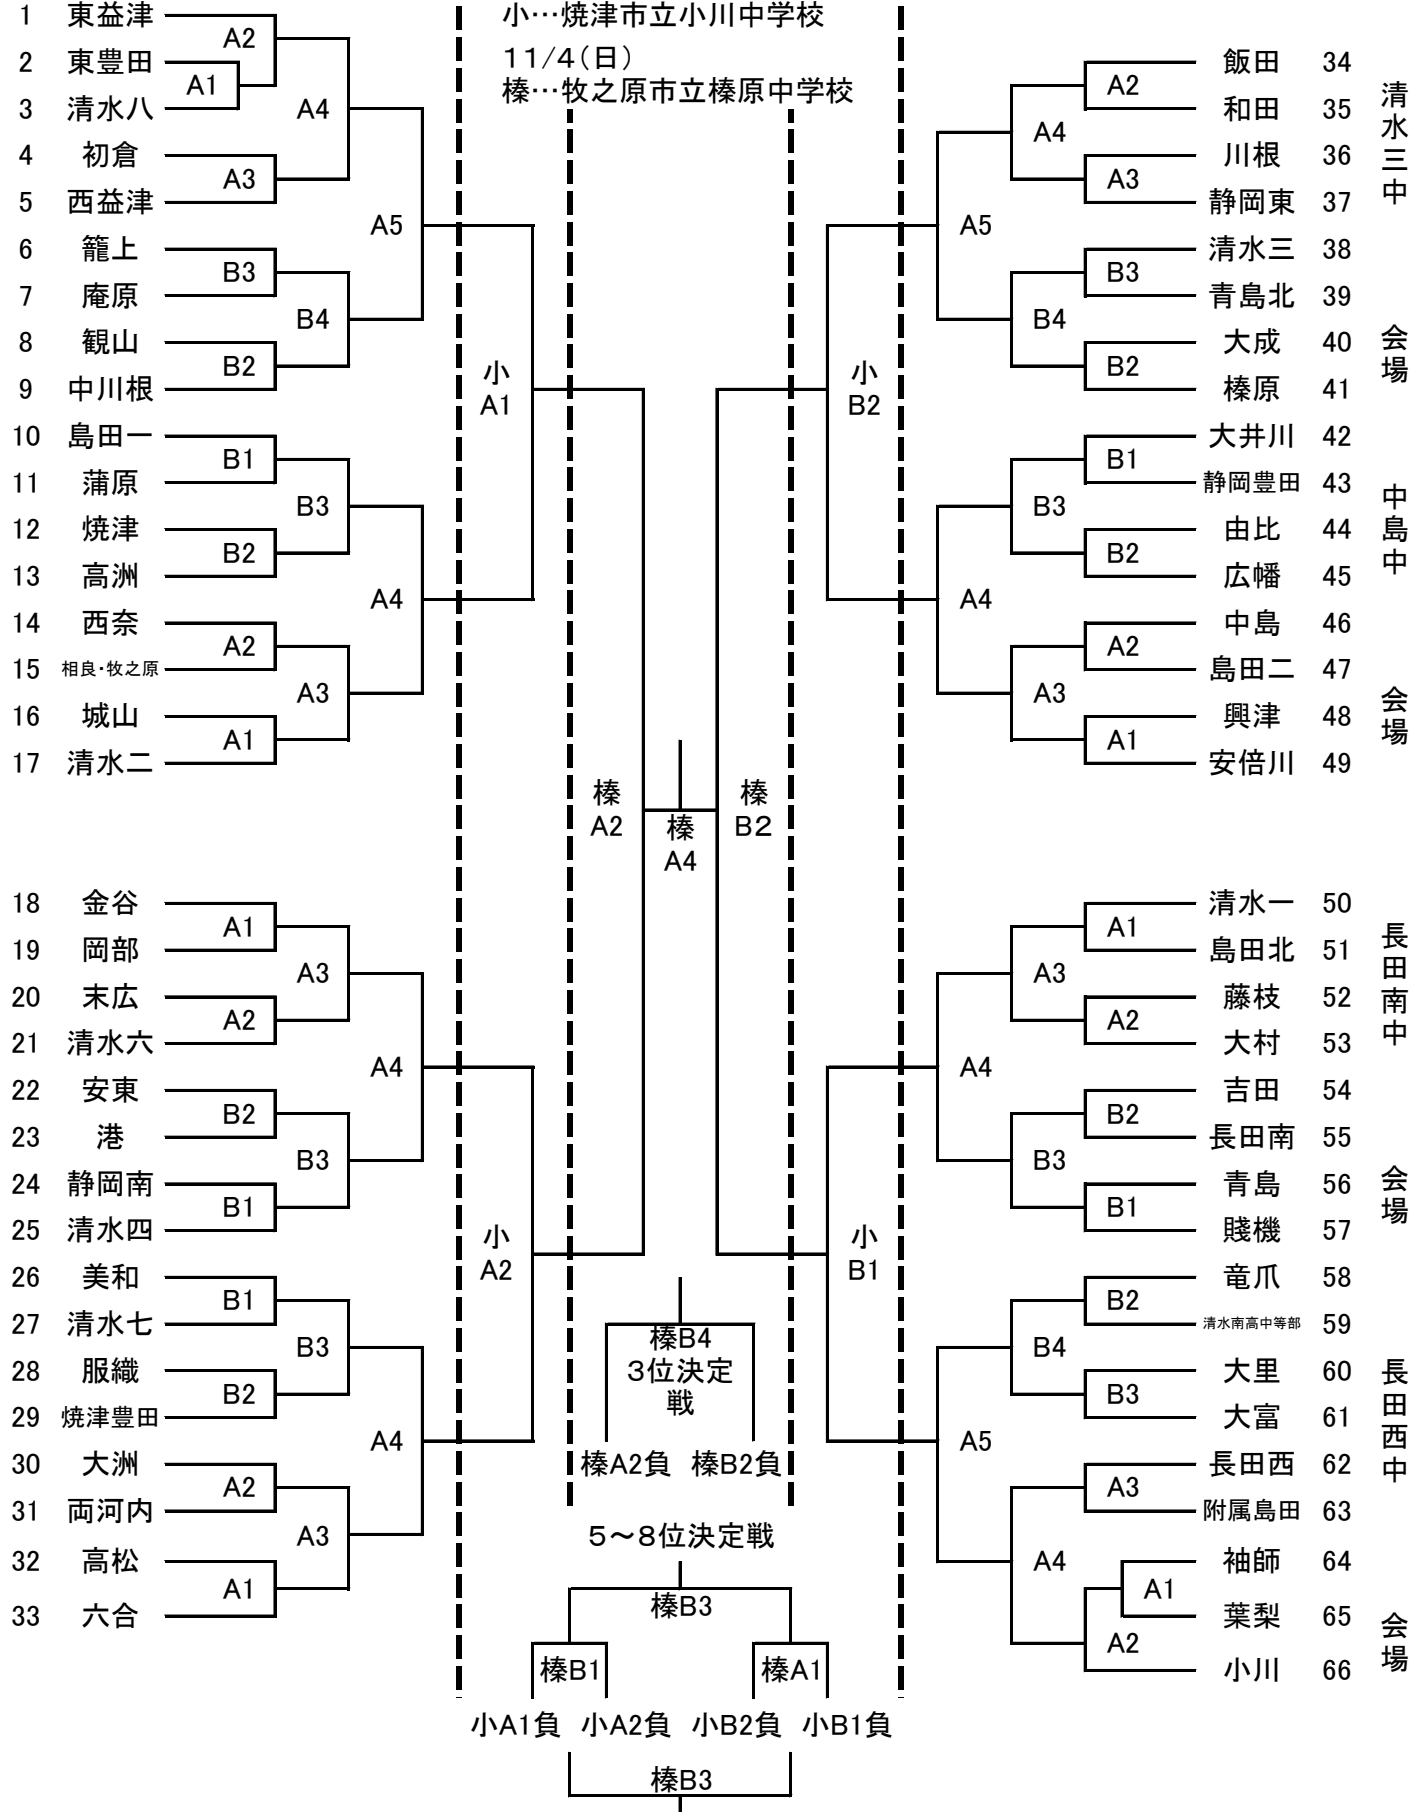 小…焼津市立小川中学校
11/4(日)
榛…牧之原市立榛原中学校
1 東益津
2 東豊田
3 清水八
4 初倉
5 西益津
6 籠上
7 庵原
8 観山
9 中川根
10 島田一
11 蒲原
12 焼津
13 高洲
14 西奈
15 相良・牧之原
16 城山
17 清水二
18 金谷
19 岡部
20 末広
21 清水六
22 安東
23 港
24 静岡南
25 清水四
26 美和
27 清水七
28 服織
29 焼津豊田
30 大洲
31 両河内
32 高松
33 六合
A2
A1
A4
A3
A5
B3
B4
B2
B1
B3
B2
A4
A2
A3
A1
A1
A3
A2
A4
B2
B3
B1
B1
B3
B2
A4
A2
A3
A1
小
A1
小
A2
榛
A2
榛
A4
榛
B2
小
B2
小
B1
榛B4
3位決定
戦
榛A2負 榛B2負
5～8位決定戦
榛B3
榛B1 榛A1
小A1負 小A2負 小B2負 小B1負
榛B3
A2
A4
A3
A5
B3
B4
B2
B1
B3
B2
A4
A2
A3
A1
A1
A3
A2
A4
B2
B3
B1
B2
B4
B3
A5
A3
A4
A1
A2
飯田 34
和田 35
川根 36
静岡東 37
清水三 38
青島北 39
大成 40
榛原 41
大井川 42
静岡豊田 43
由比 44
広幡 45
中島 46
島田二 47
興津 48
安倍川 49
清水一 50
島田北 51
藤枝 52
大村 53
吉田 54
長田南 55
青島 56
賤機 57
竜爪 58
清水南高中等部 59
大里 60
大富 61
長田西 62
附属島田 63
袖師 64
葉梨 65
小川 66
清水三中
会場
中島中
会場
長田南中
会場
長田西中
会場